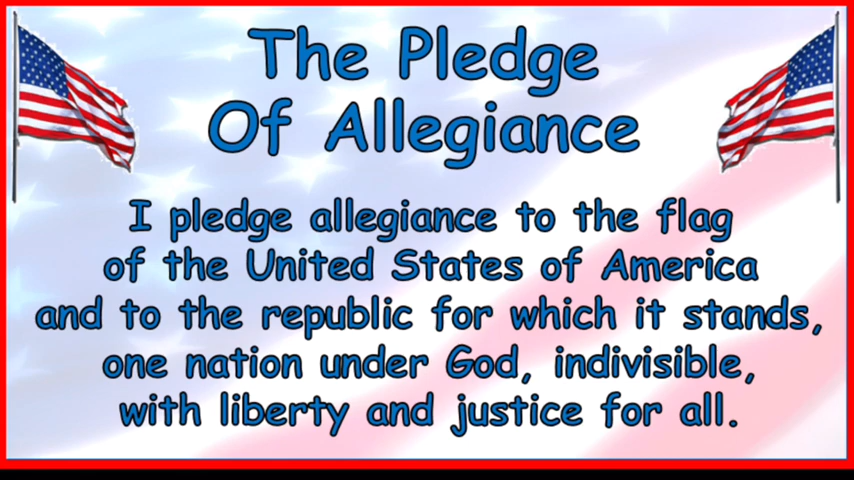 The Pledge
Of Allegiance
I pledge allegiance to the flag
of the United States of America
and to the republic for which it stands,
one nation under God, indivisible,
with liberty and justice for all.